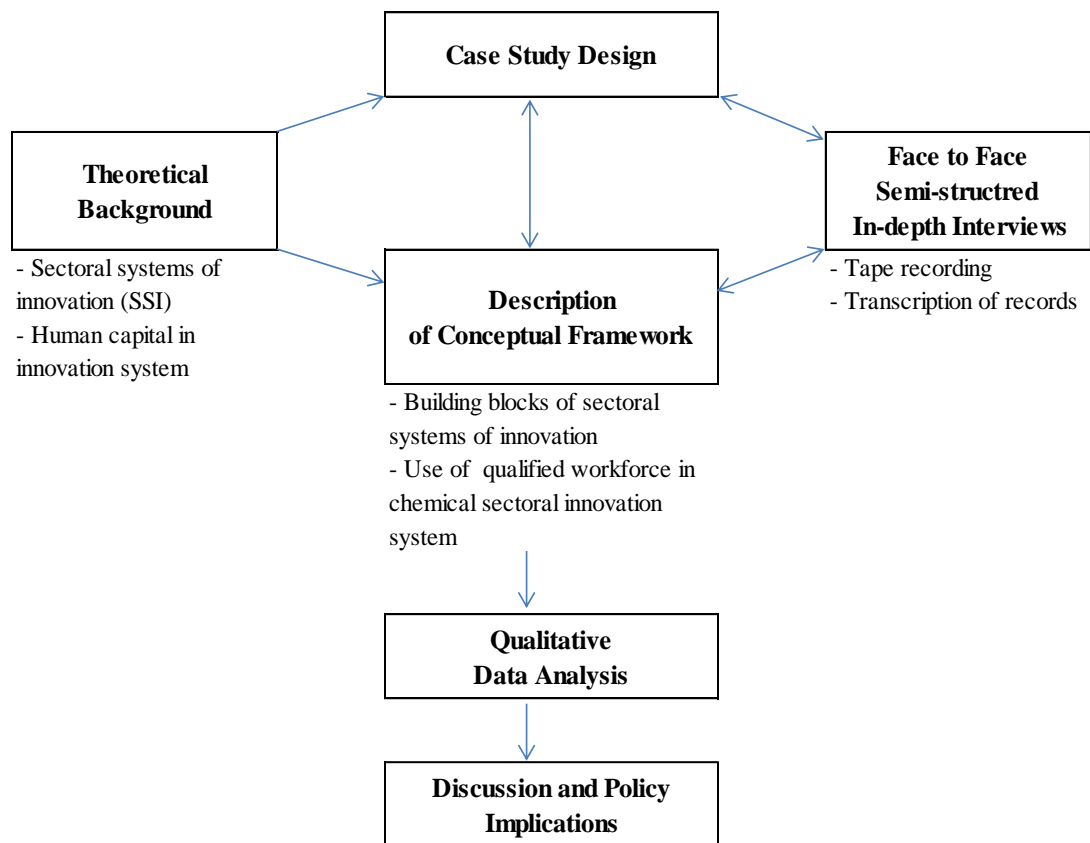 Case Study Design
Theoretical
Background
- Sectoral systems of
innovation (SSI)
- Human capital in
innovation system
Face to Face
Semi-structred
In-depth Interviews
- Tape recording
- Transcription of records
Description
of Conceptual Framework
- Building blocks of sectoral
systems of innovation
- Use of  qualified workforce in
chemical sectoral innovation
system
Qualitative
Data Analysis
Discussion and Policy
Implications